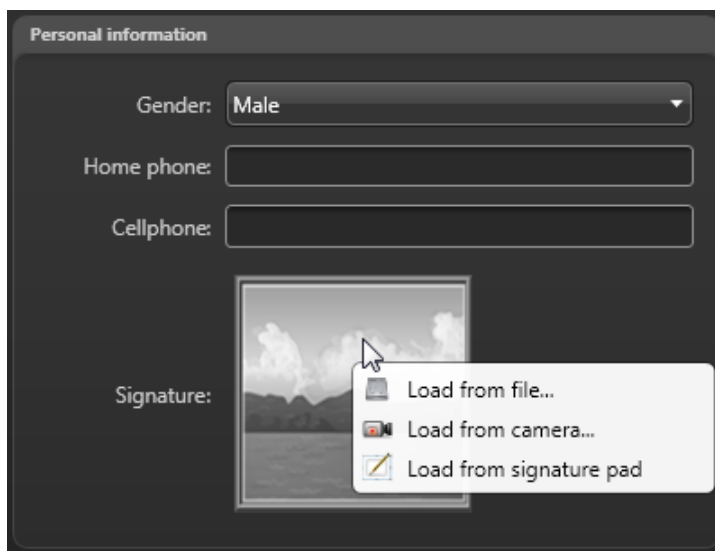 Personal information
Gender: Male
Home phone:
Cellphone:
Signature:
Load from file...
Load from camera...
Load from signature pad